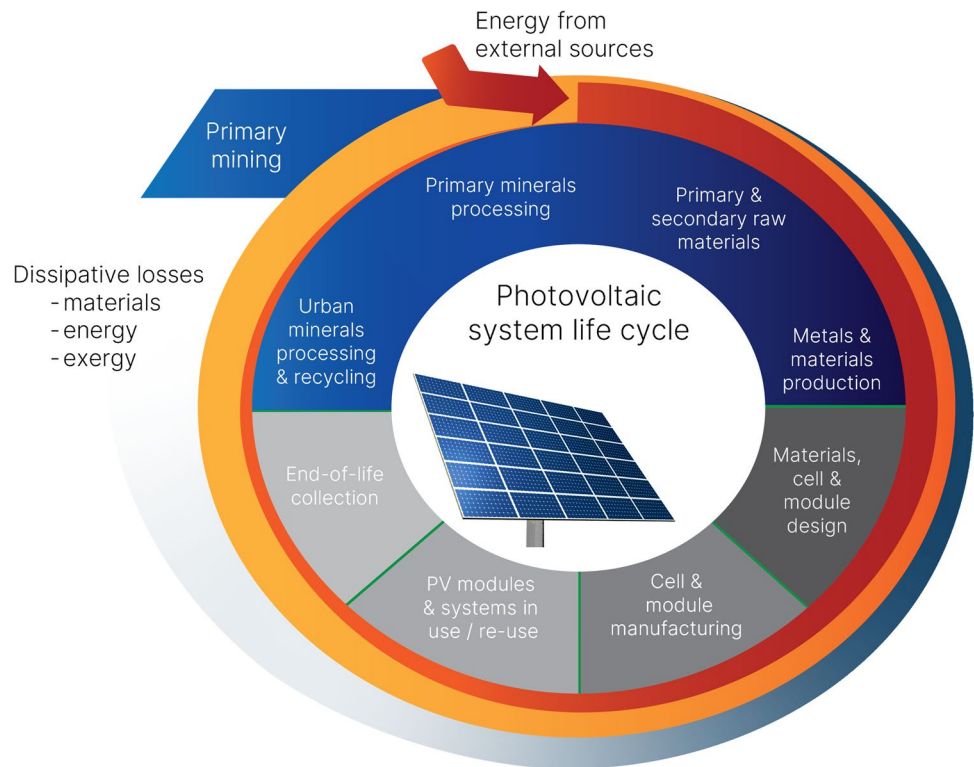 Energy from
external sources
Primary
mining
Primary minerals
processing
Primary &
secondary raw
materials
Dissipative losses
- materials
- energy
- exergy
Urban
minerals
processing
& recycling
Photovoltaic
system life cycle
Metals &
materials
production
End-of-life
collection
Materials,
cell &
module
design
PV modules
& systems in
use / re-use
Cell &
module
manufacturing